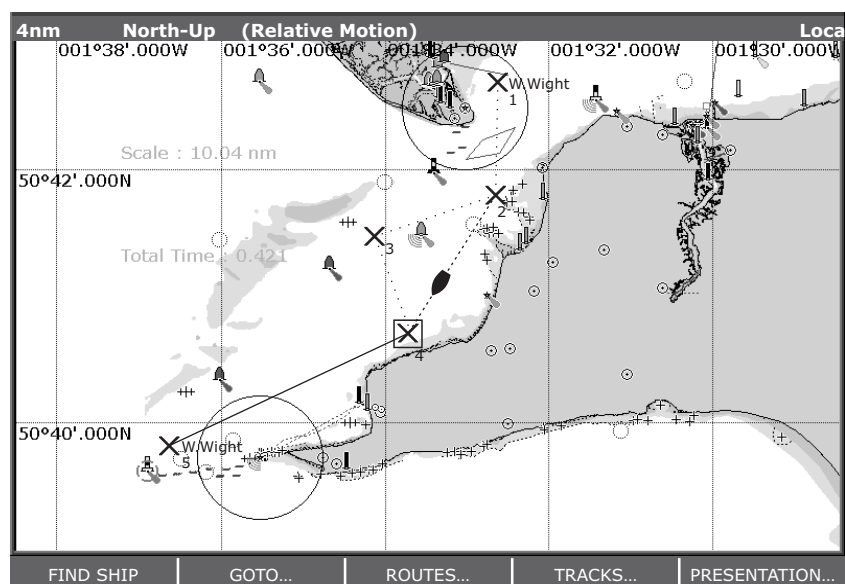 4nm North-Up (Relative Motion) Loca
001°38'.000W 001°36'.000W 001°34'.000W 001°32'.000W 001°30'.000W
W.Wight
1
Scale : 10.04 nm
50°42'.000N
2
3
Total Time : 0.421
4
50°40'.000N
W.Wight
5
FIND SHIP GOTO... ROUTES... TRACKS... PRESENTATION...